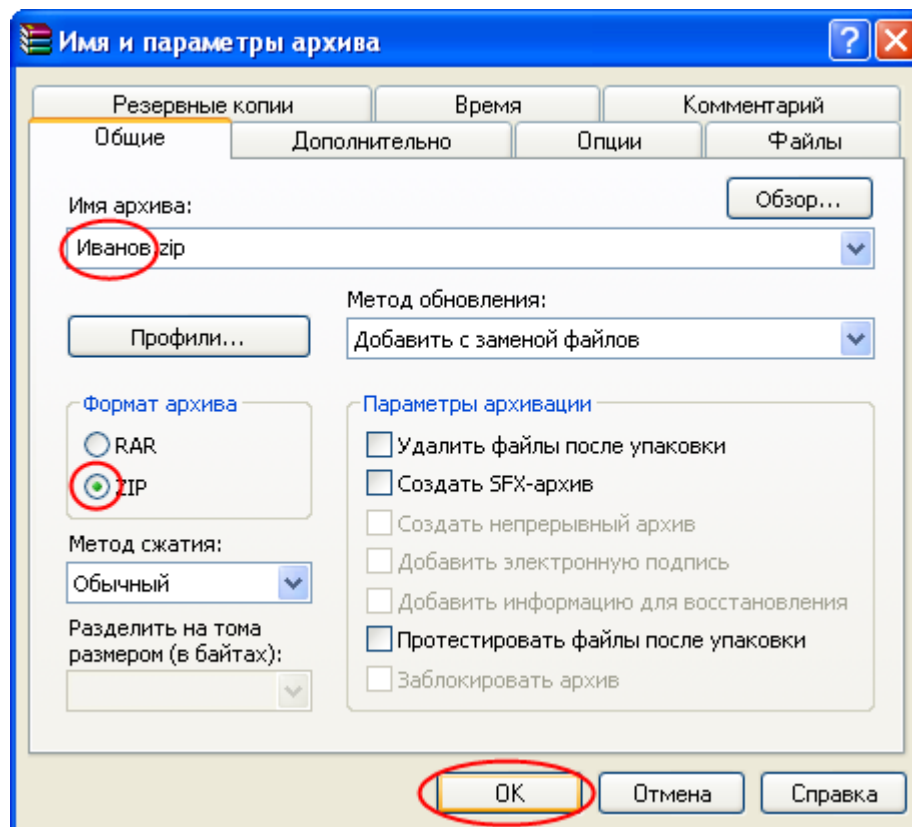 Имя и параметры архива
Резервные копии Время Комментарий
Общие Дополнительно Опции Файлы
Обзор...
Имя архива:
Иванов.zip
Метод обновления:
Профили...
Добавить с заменой файлов
Формат архива
RAR
ZIP
Метод сжатия:
Обычный
Разделить на тома
размером (в байтах):
Параметры архивации
Удалить файлы после упаковки
Создать SFX-архив
Создать непрерывный архив
Добавить электронную подпись
Добавить информацию для восстановления
Протестировать файлы после упаковки
Заблокировать архив
OK Отмена Справка